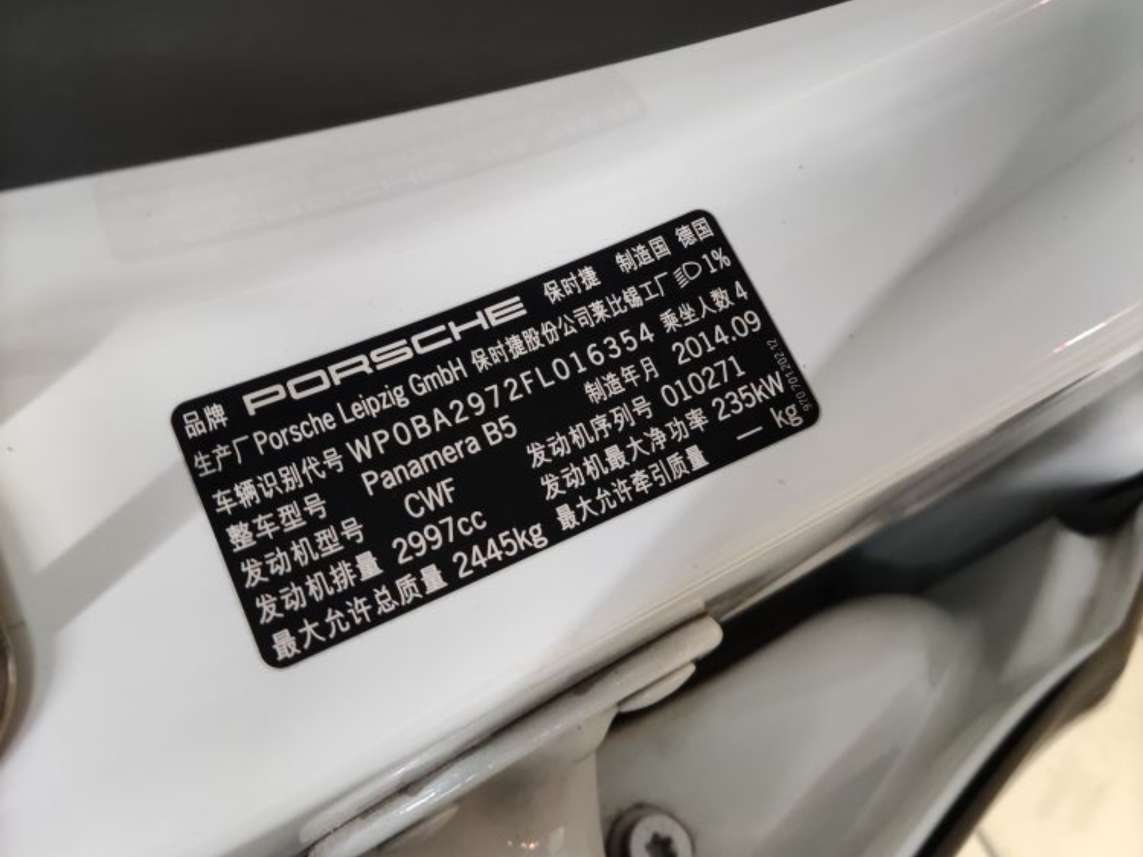 品牌 PORSCHE 保时捷 制造国 德国
生产厂 Porsche Leipzig GmbH 保时捷股份公司莱比锡工厂 1%
车辆识别代号 WP0BA2972FL016354 乘坐人数 4
整车型号 Panamera B5 制造年月 2014.09
发动机型号 CWF 发动机序列号 010271
发动机排量 2997cc 发动机最大净功率 235kW
最大允许总质量 2445kg 最大允许牵引质量 — kg
970 701 202 12